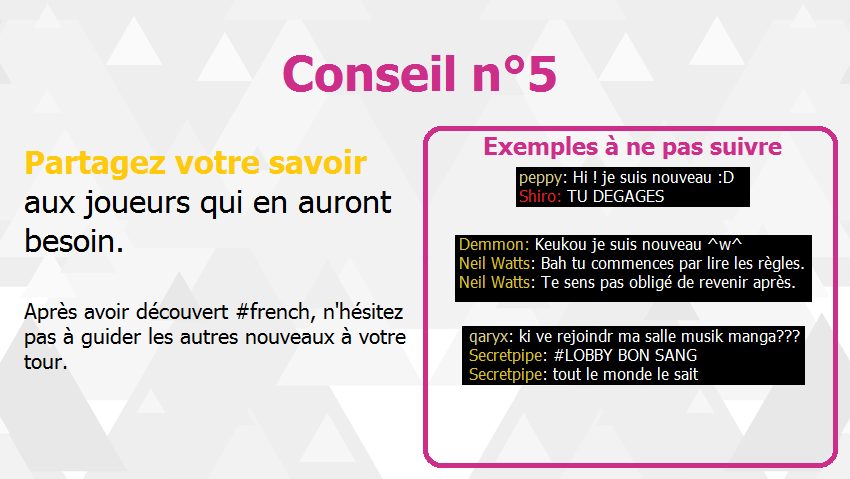 Conseil n°5
Partagez votre savoir
aux joueurs qui en auront
besoin.
Après avoir découvert #french, n'hésitez
pas à guider les autres nouveaux à votre
tour.
Exemples à ne pas suivre
peppy: Hi ! je suis nouveau :D
Shiro: TU DEGAGES
Demmon: Keukou je suis nouveau ^w^
Neil Watts: Bah tu commences par lire les règles.
Neil Watts: Te sens pas obligé de revenir après.
qaryx: ki ve rejoindr ma salle musik manga???
Secretpipe: #LOBBY BON SANG
Secretpipe: tout le monde le sait